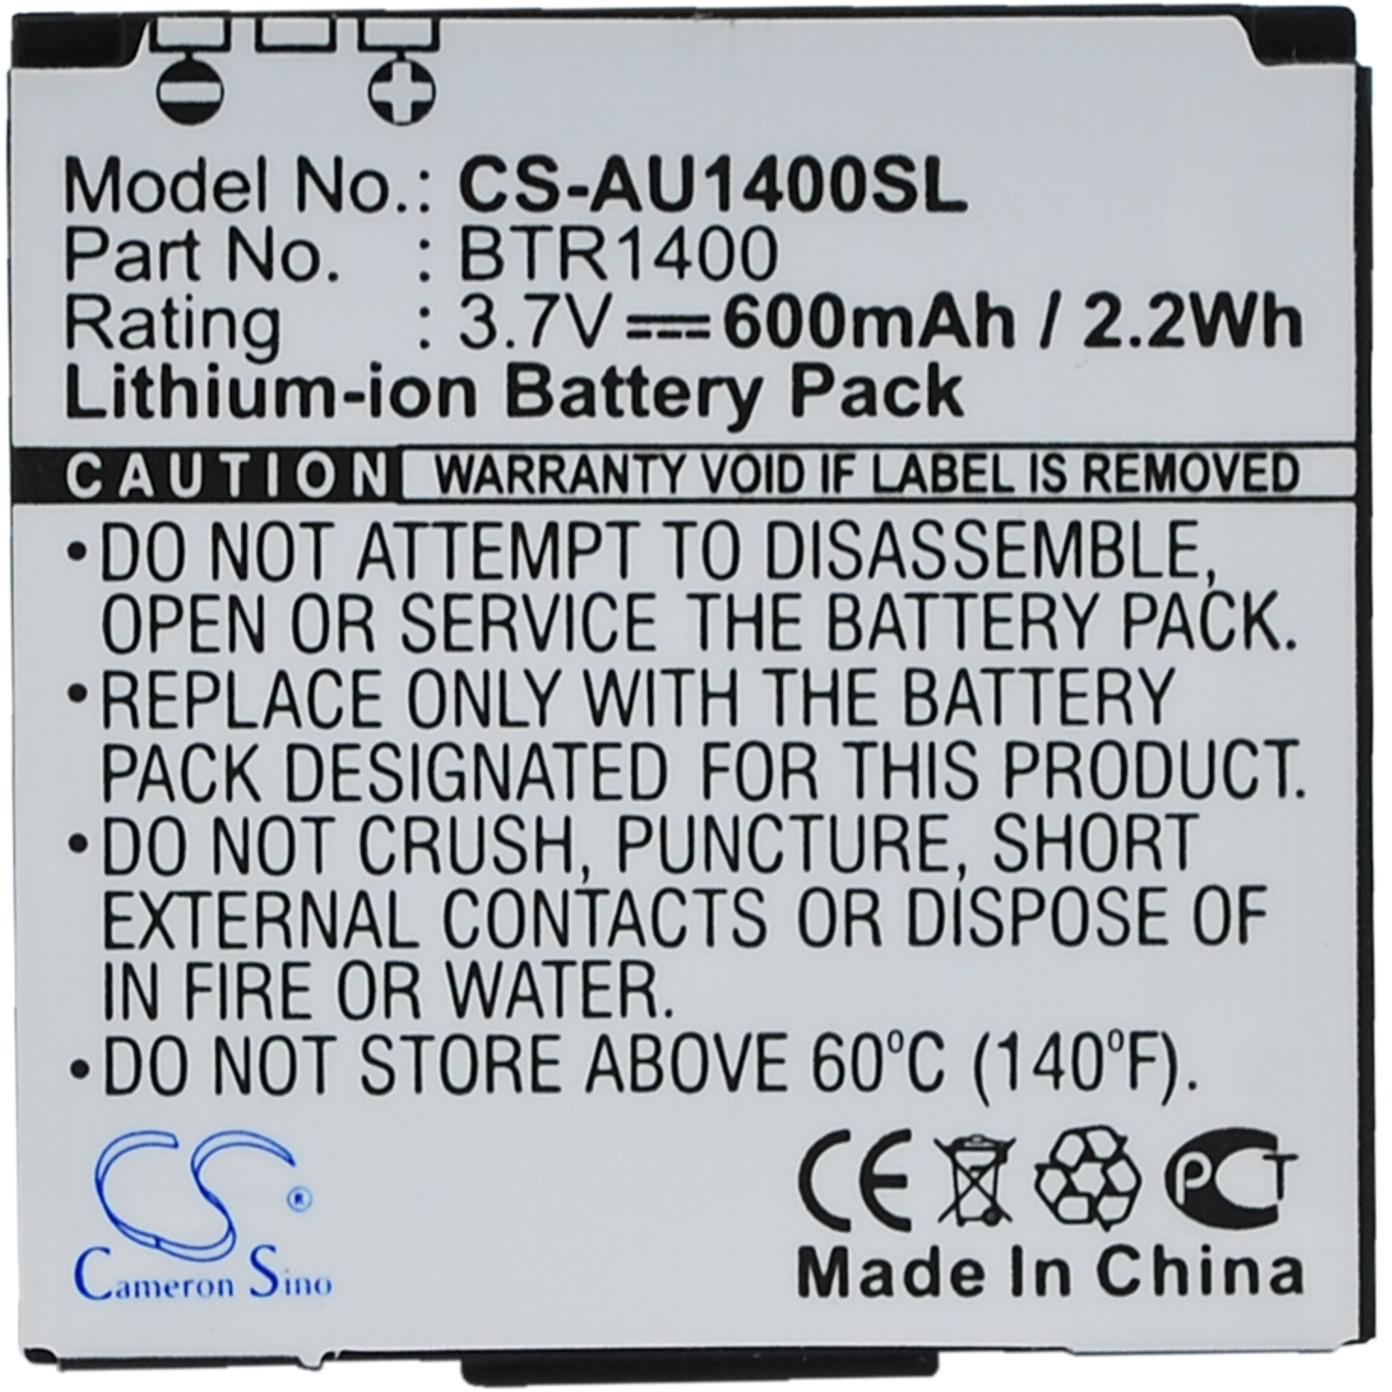 Model No.: CS-AU1400SL
Part No. : BTR1400
Rating : 3.7V 600mAh / 2.2Wh
Lithium-ion Battery Pack
CAUTION WARRANTY VOID IF LABEL IS REMOVED
•DO NOT ATTEMPT TO DISASSEMBLE,
OPEN OR SERVICE THE BATTERY PACK.
•REPLACE ONLY WITH THE BATTERY
PACK DESIGNATED FOR THIS PRODUCT.
•DO NOT CRUSH, PUNCTURE, SHORT
EXTERNAL CONTACTS OR DISPOSE OF
IN FIRE OR WATER.
•DO NOT STORE ABOVE 60ºC (140ºF).
CS ®
Cameron Sino
CE PCT
Made In China